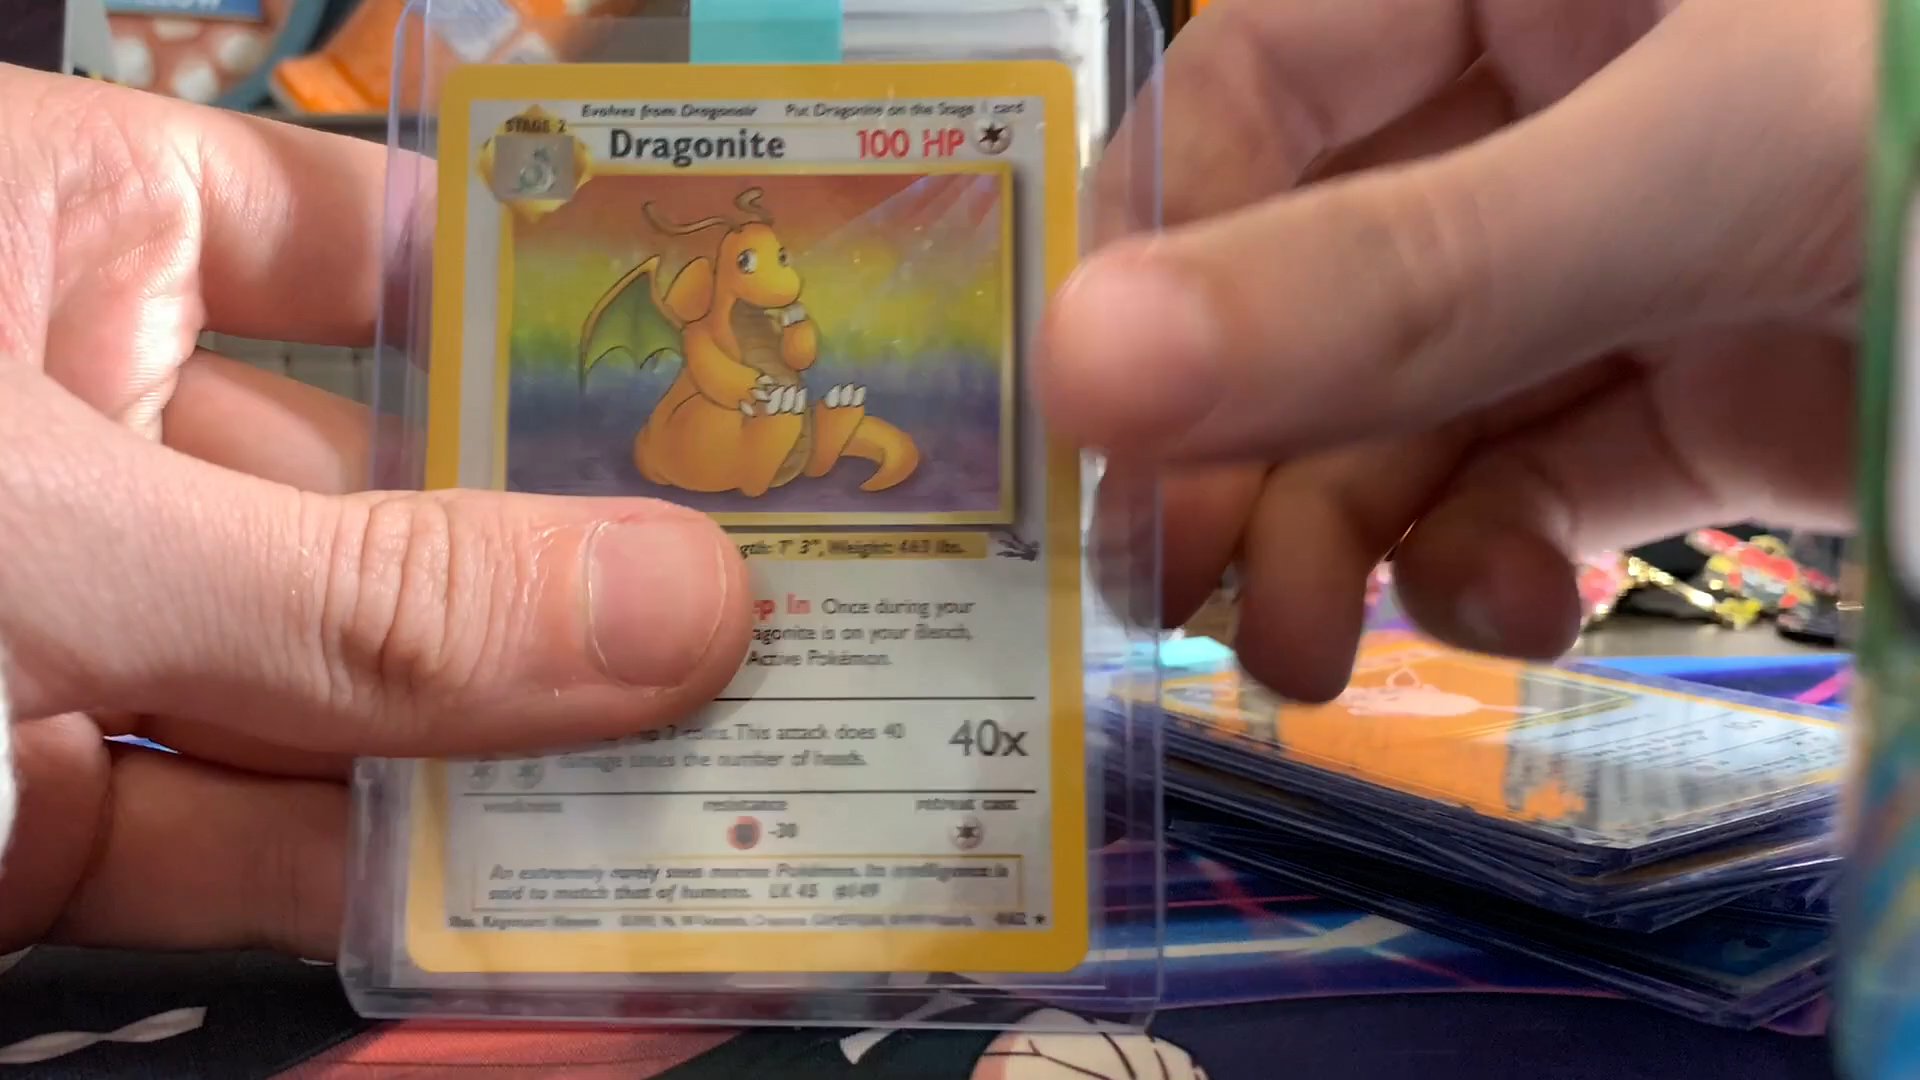 Evolves from Dragonair Put Dragonite on the Stage 1 card
STAGE 2
Dragonite 100 HP
gth: 7' 3", Weight: 463 lbs.
ep In Once during your
agonite is on your Bench,
Active Pokémon.
coins. This attack does 40
damage times the number of heads.
40x
weakness resistance retreat cost
-30
An extremely rarely seen marine Pokémon. Its intelligence is
said to match that of humans. LV. 45 #149
4/62